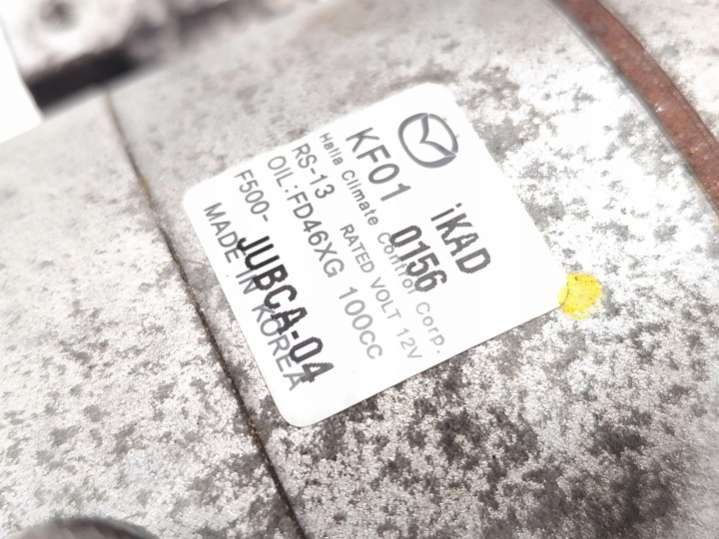 KF01 iKAD
0156
Halla Climate Control Corp.
RS-13 RATED VOLT 12V
OIL:FD46XG 100CC
F500- JUBCA-04
MADE IN KOREA